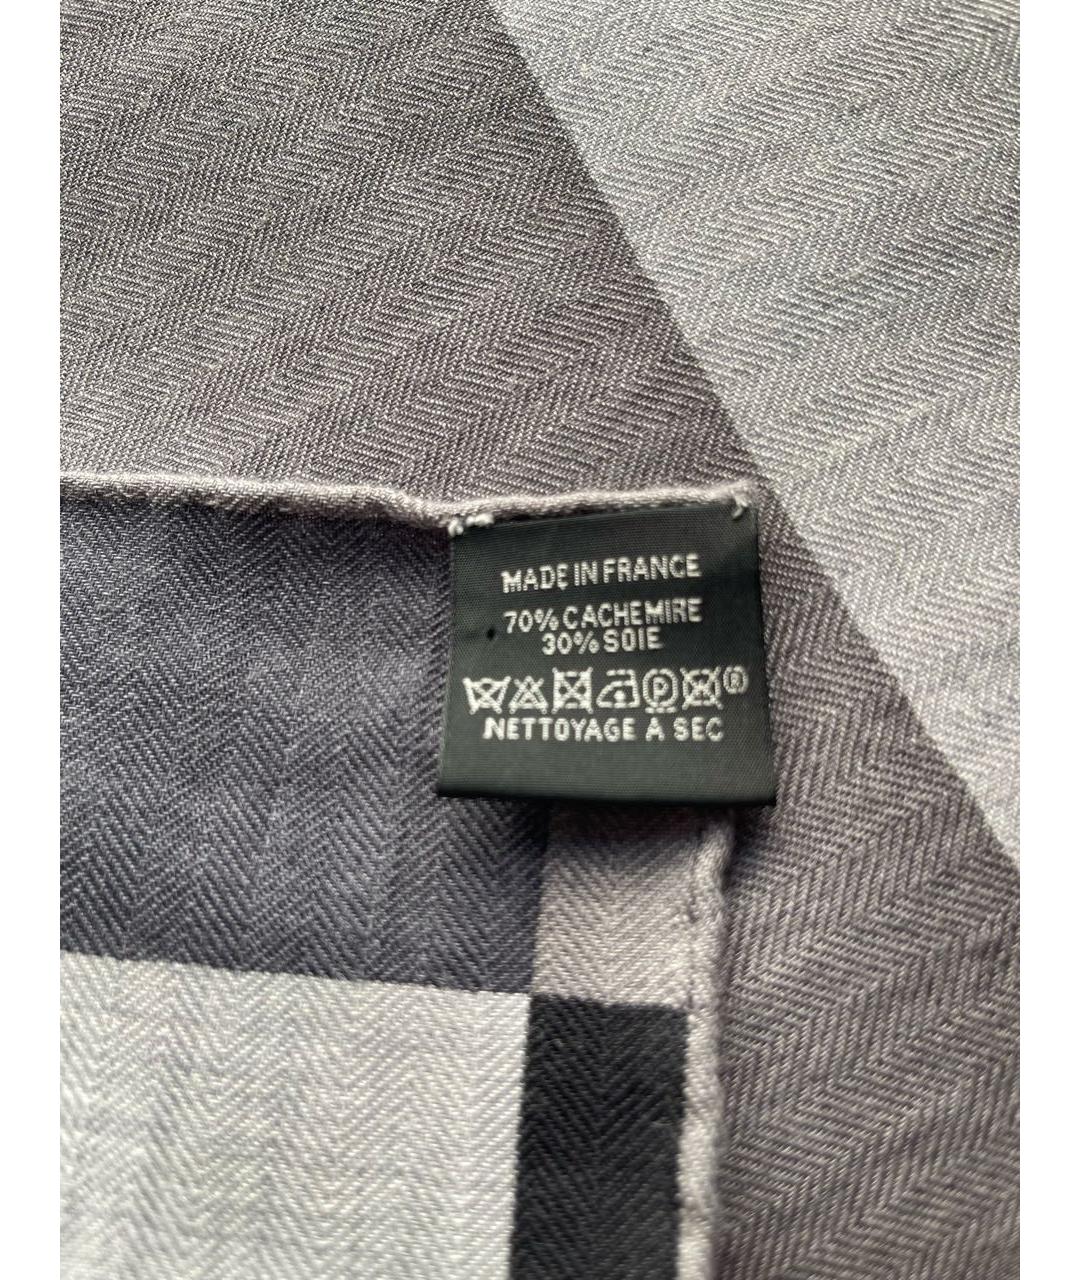 MADE IN FRANCE
70% CACHEMIRE
30% SOIE
P ®
NETTOYAGE A SEC